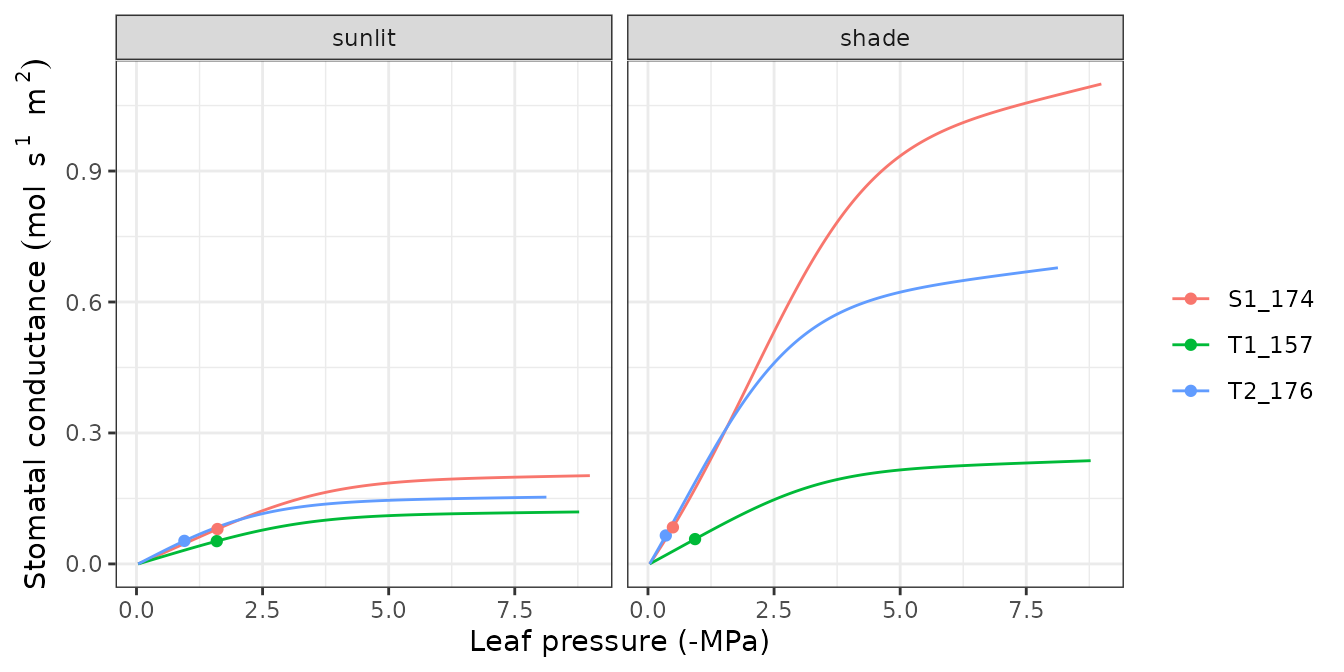 sunlit
shade
Stomatal conductance (mol s¹ m²)
0.9
0.6
0.3
0.0
0.0 2.5 5.0 7.5
0.0 2.5 5.0 7.5
Leaf pressure (-MPa)
S1_174
T1_157
T2_176